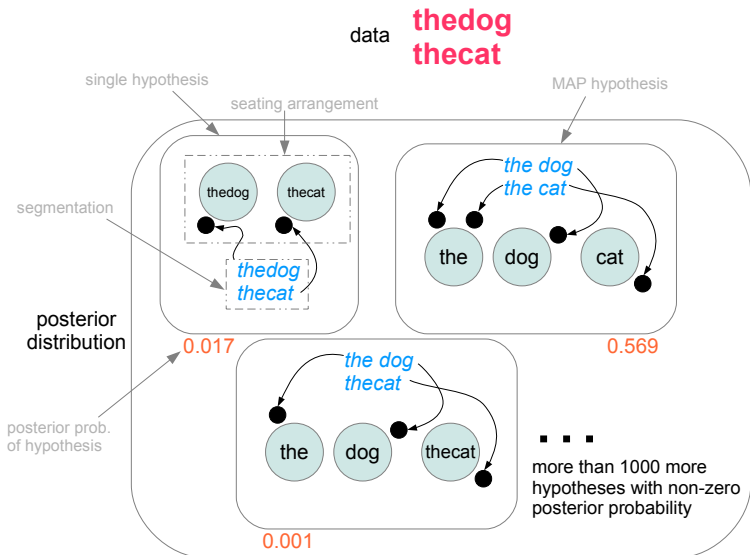 data
thedog
thecat
single hypothesis
seating arrangement
MAP hypothesis
segmentation
thedog
thecat
thedog
thecat
the dog
the cat
the
dog
cat
posterior
distribution
0.017
0.569
posterior prob.
of hypothesis
the dog
thecat
the
dog
thecat
. . .
more than 1000 more
hypotheses with non-zero
posterior probability
0.001